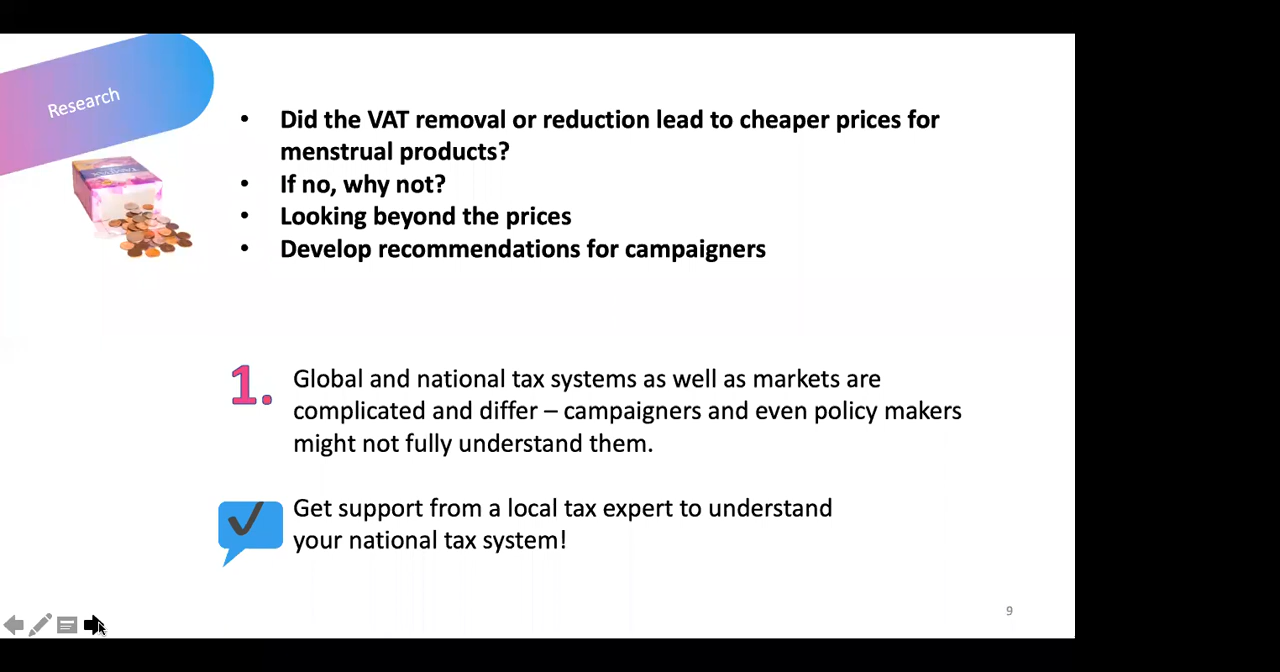 Research
• Did the VAT removal or reduction lead to cheaper prices for
menstrual products?
• If no, why not?
• Looking beyond the prices
• Develop recommendations for campaigners
1. Global and national tax systems as well as markets are
complicated and differ – campaigners and even policy makers
might not fully understand them.
Get support from a local tax expert to understand
your national tax system!
9